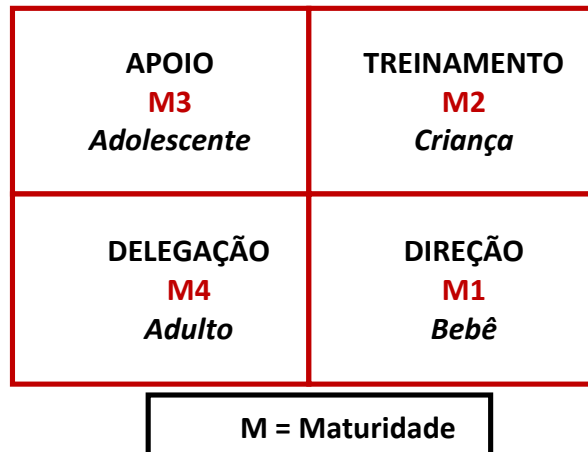 APOIO
M3
Adolescente
TREINAMENTO
M2
Criança
DELEGAÇÃO
M4
Adulto
DIREÇÃO
M1
Bebê
M = Maturidade